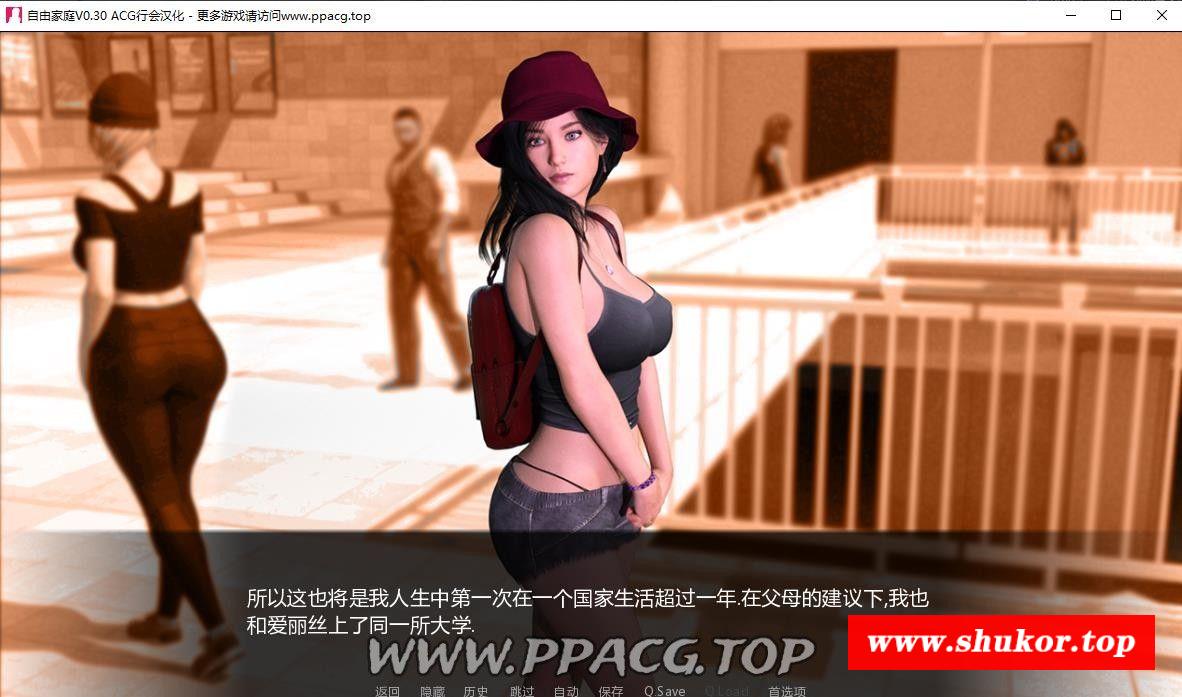 自由家庭V0.30 ACG行会汉化 - 更多游戏请访问www.ppacg.top
所以这也将是我人生中第一次在一个国家生活超过一年.在父母的建议下,我也
和爱丽丝上了同一所大学.
www.shukor.top
WWW.PPACG.TOP
返回 隐藏 历史 跳过 自动 保存 Q.Save Q.Load 首选项